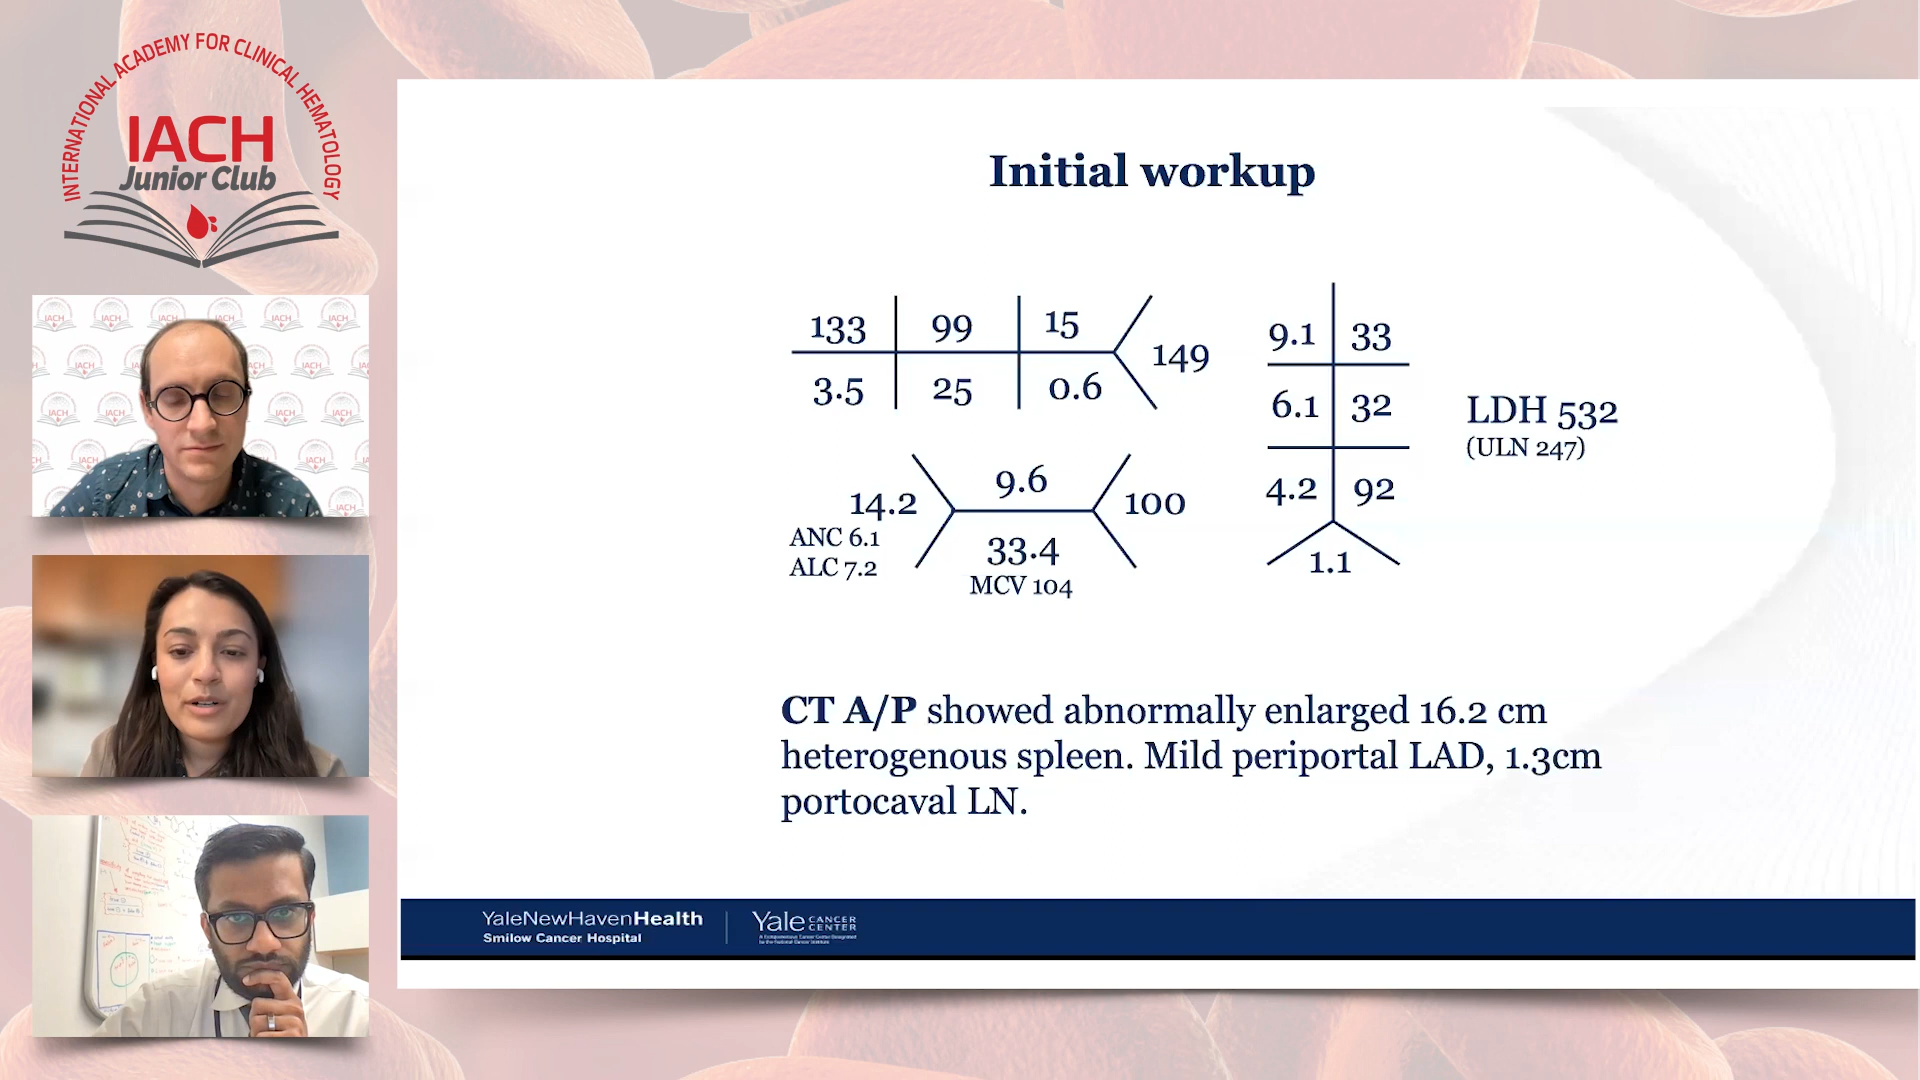 INTERNATIONAL ACADEMY FOR CLINICAL HEMATOLOGY
IACH
Junior Club
Initial workup
133 99 15 149
3.5 25 0.6
14.2 9.6 100
33.4
ANC 6.1
ALC 7.2
MCV 104
9.1 33
6.1 32
4.2 92
1.1
LDH 532
(ULN 247)
CT A/P showed abnormally enlarged 16.2 cm
heterogenous spleen. Mild periportal LAD, 1.3cm
portocaval LN.
YaleNewHavenHealth
Smilow Cancer Hospital
Yale CANCER
CENTER